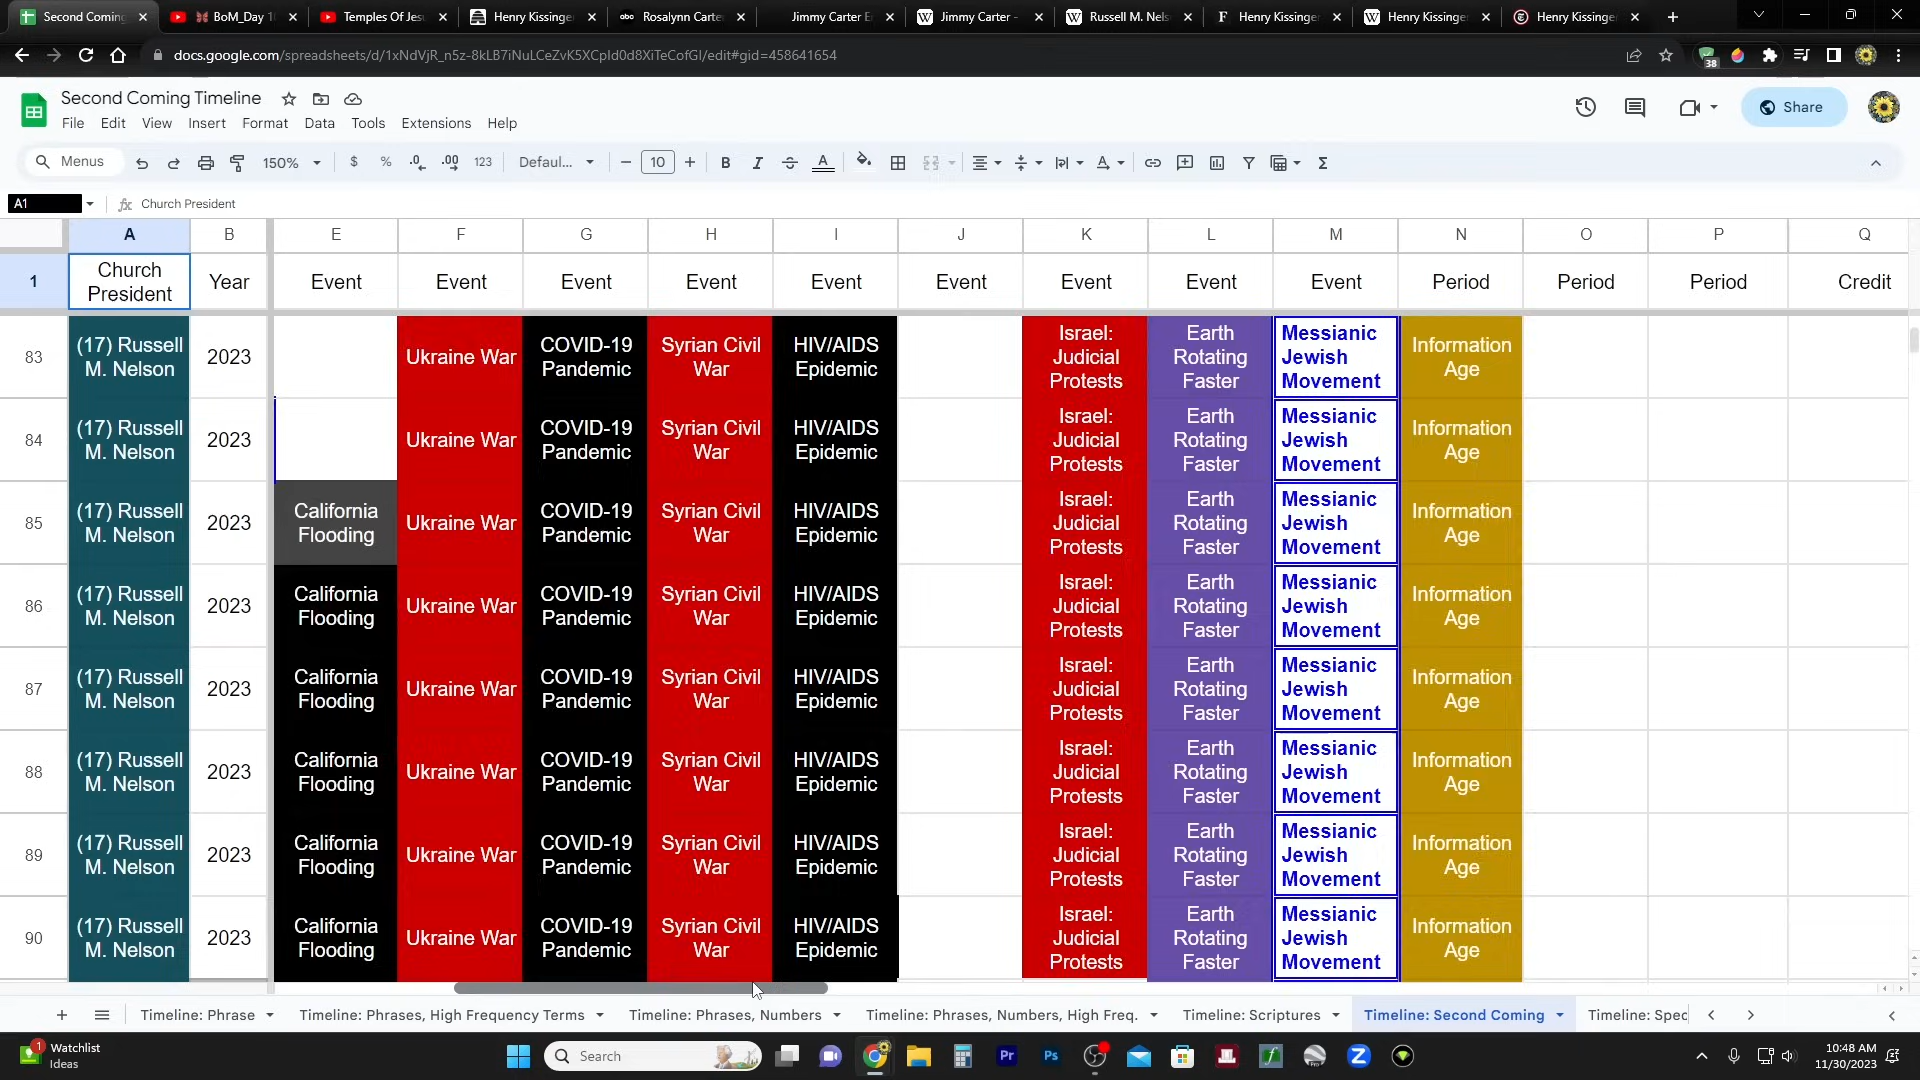 Second Coming
BoM_Day 1
Temples Of Jes
Henry Kissinge
abc
Rosalynn Carte
Jimmy Carter E
W
Jimmy Carter -
W
Russell M. Nels
F
Henry Kissinge
W
Henry Kissinge
Henry Kissinge
docs.google.com/spreadsheets/d/1xNdVjR_n5z-8kLB7iNuLCeZvK5XCpId0d8XiTeCofGI/edit#gid=458641654
38
Second Coming Timeline
File Edit View Insert Format Data Tools Extensions Help
Share
Menus 150% $ % .0 .00 123 Defaul... 10 B I A Σ
A1
fx Church President
A B E F G H I J K L M N O P Q
1 Church President Year Event Event Event Event Event Event Event Event Event Period Period Period Credit
83 (17) Russell M. Nelson 2023 Ukraine War COVID-19 Pandemic Syrian Civil War HIV/AIDS Epidemic Israel: Judicial Protests Earth Rotating Faster Messianic Jewish Movement Information Age
84 (17) Russell M. Nelson 2023 Ukraine War COVID-19 Pandemic Syrian Civil War HIV/AIDS Epidemic Israel: Judicial Protests Earth Rotating Faster Messianic Jewish Movement Information Age
85 (17) Russell M. Nelson 2023 California Flooding Ukraine War COVID-19 Pandemic Syrian Civil War HIV/AIDS Epidemic Israel: Judicial Protests Earth Rotating Faster Messianic Jewish Movement Information Age
86 (17) Russell M. Nelson 2023 California Flooding Ukraine War COVID-19 Pandemic Syrian Civil War HIV/AIDS Epidemic Israel: Judicial Protests Earth Rotating Faster Messianic Jewish Movement Information Age
87 (17) Russell M. Nelson 2023 California Flooding Ukraine War COVID-19 Pandemic Syrian Civil War HIV/AIDS Epidemic Israel: Judicial Protests Earth Rotating Faster Messianic Jewish Movement Information Age
88 (17) Russell M. Nelson 2023 California Flooding Ukraine War COVID-19 Pandemic Syrian Civil War HIV/AIDS Epidemic Israel: Judicial Protests Earth Rotating Faster Messianic Jewish Movement Information Age
89 (17) Russell M. Nelson 2023 California Flooding Ukraine War COVID-19 Pandemic Syrian Civil War HIV/AIDS Epidemic Israel: Judicial Protests Earth Rotating Faster Messianic Jewish Movement Information Age
90 (17) Russell M. Nelson 2023 California Flooding Ukraine War COVID-19 Pandemic Syrian Civil War HIV/AIDS Epidemic Israel: Judicial Protests Earth Rotating Faster Messianic Jewish Movement Information Age
Timeline: Phrase Timeline: Phrases, High Frequency Terms Timeline: Phrases, Numbers Timeline: Phrases, Numbers, High Freq. Timeline: Scriptures Timeline: Second Coming Timeline: Spec
1
Watchlist
Ideas
Search
Pr
Ps
10:48 AM
11/30/2023